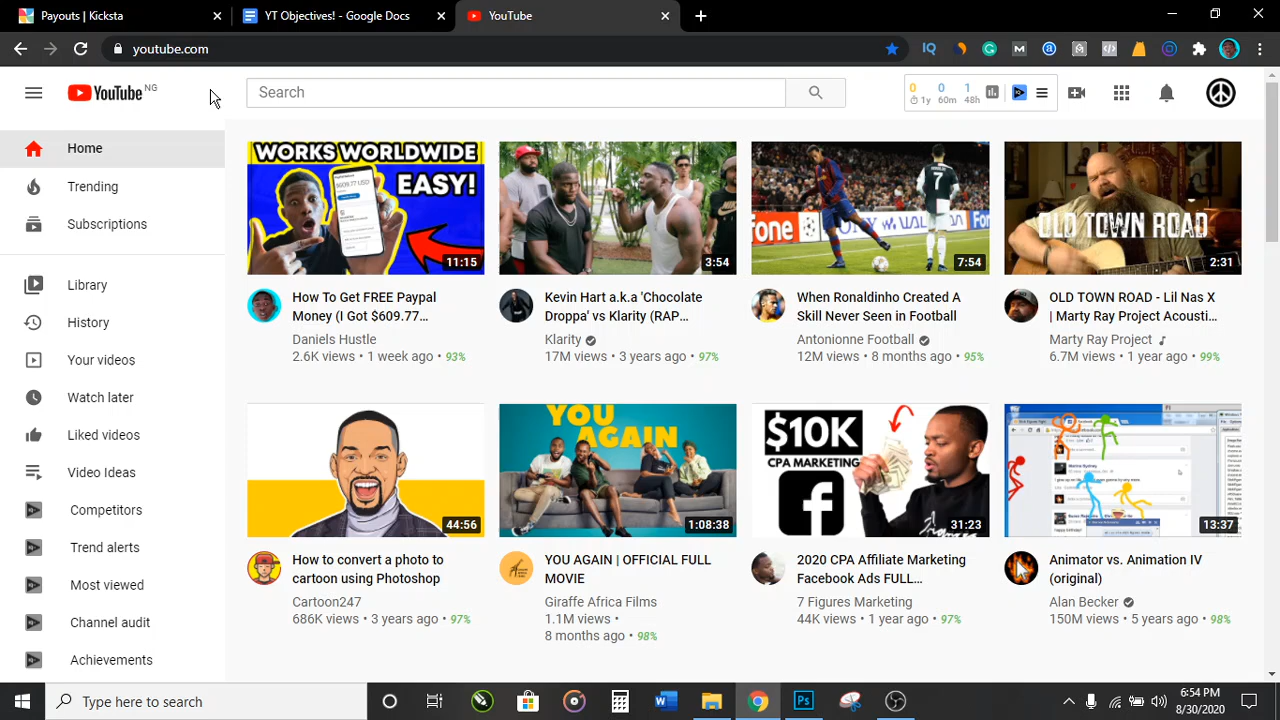 Payouts | Kicksta
YT Objectives! - Google Docs
YouTube
youtube.com
YouTube NG
Search
0 0 1
1y 60m 48h
Home
Trending
Subscriptions
Library
History
Your videos
Watch later
Liked videos
Video Ideas
Competitors
Trend alerts
Most viewed
Channel audit
Achievements
WORKS WORLDWIDE
EASY!
11:15
3:54
7:54
OLD TOWN ROAD
2:31
How To Get FREE Paypal
Money (I Got $609.77...
Daniels Hustle
2.6K views • 1 week ago • 93%
Kevin Hart a.k.a 'Chocolate
Droppa' vs Klarity (RAP...
Klarity
17M views • 3 years ago • 97%
When Ronaldinho Created A
Skill Never Seen in Football
Antonionne Football
12M views • 8 months ago • 95%
OLD TOWN ROAD - Lil Nas X
| Marty Ray Project Acousti...
Marty Ray Project
6.7M views • 1 year ago • 99%
44:56
YOU
AGAIN
1:08:38
$10K
CPA MARKETING
31:23
13:37
How to convert a photo to
cartoon using Photoshop
Cartoon247
686K views • 3 years ago • 97%
YOU AGAIN | OFFICIAL FULL
MOVIE
Giraffe Africa Films
1.1M views •
8 months ago • 98%
2020 CPA Affiliate Marketing
Facebook Ads FULL...
7 Figures Marketing
44K views • 1 year ago • 97%
Animator vs. Animation IV
(original)
Alan Becker
150M views • 5 years ago • 98%
Type here to search
6:54 PM
8/30/2020